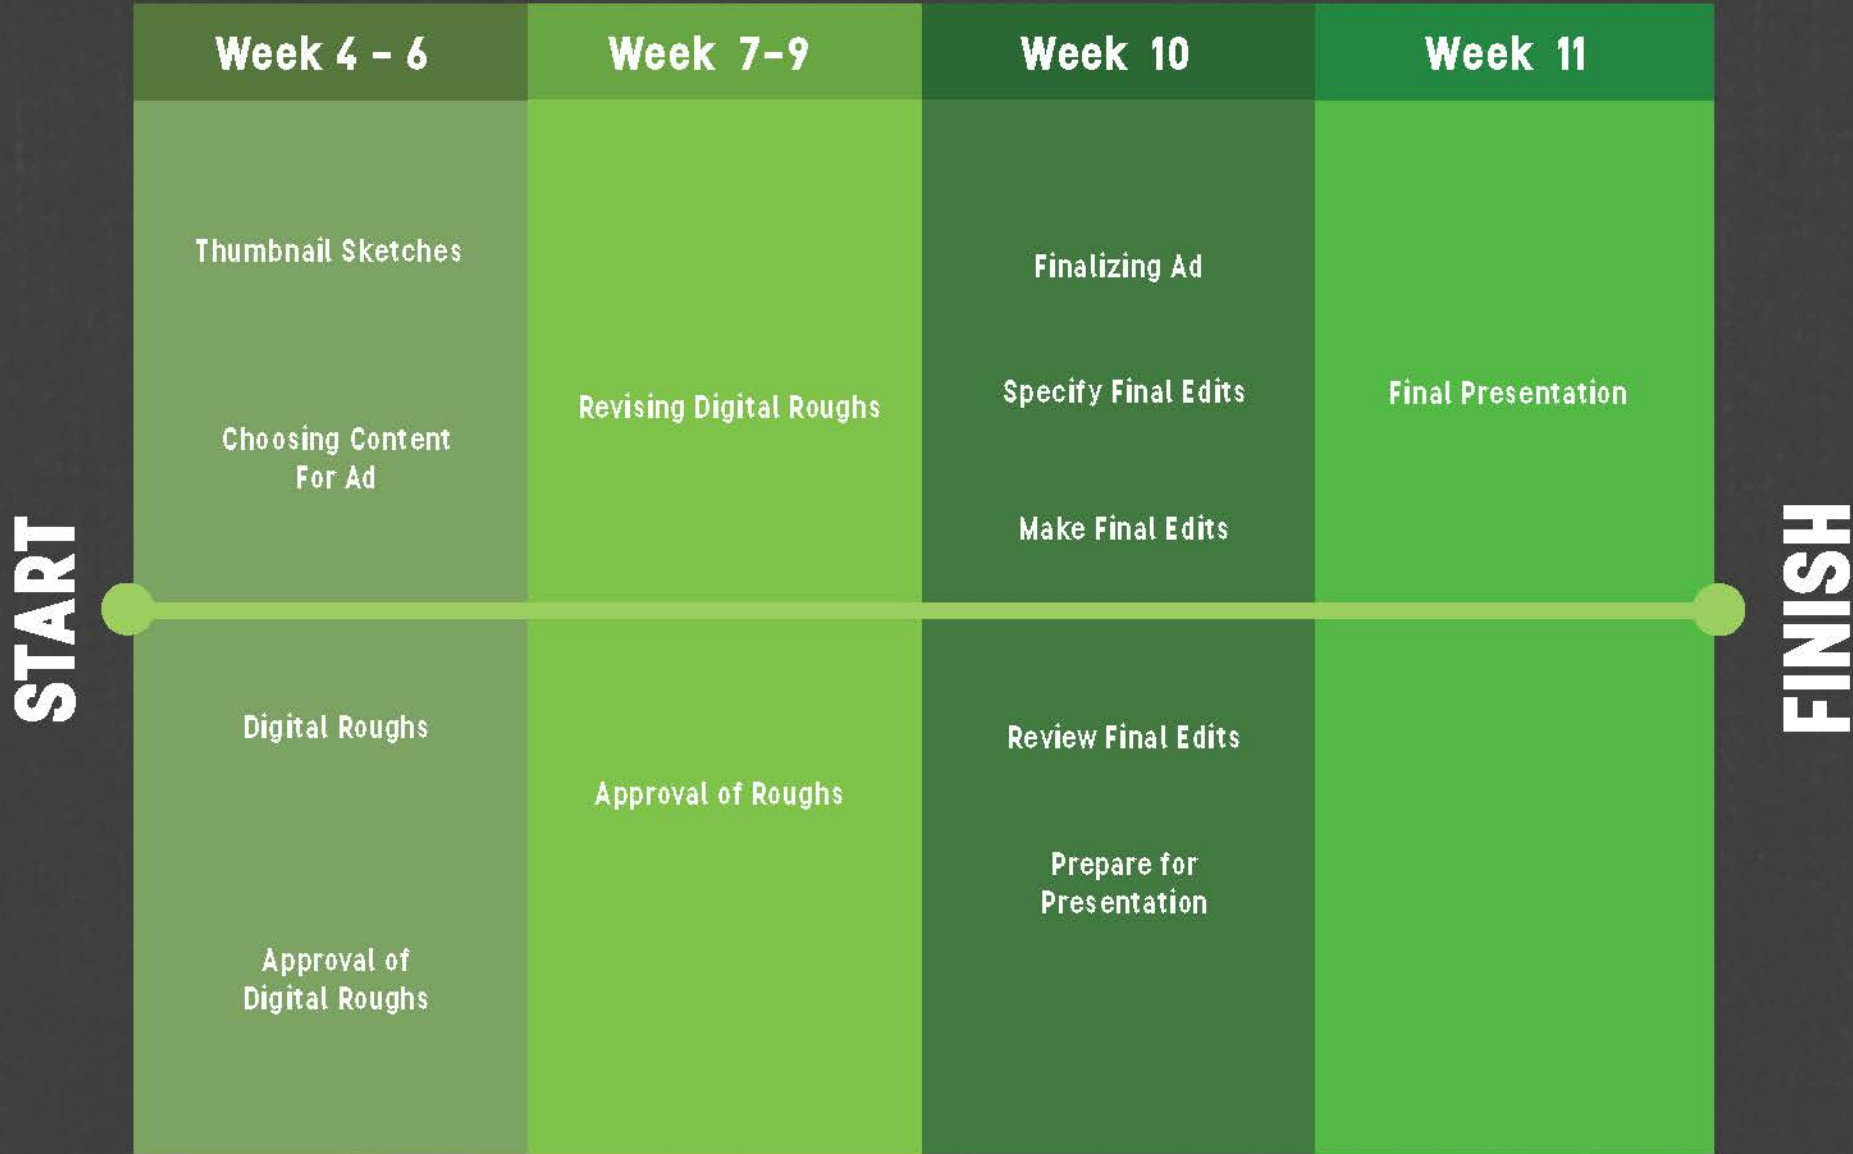 Week 4 - 6
Thumbnail Sketches
Choosing Content
For Ad
Digital Roughs
Approval of
Digital Roughs
Week 7-9
Revising Digital Roughs
Approval of Roughs
Week 10
Finalizing Ad
Specify Final Edits
Make Final Edits
Review Final Edits
Prepare for
Presentation
Week 11
Final Presentation
START
FINISH